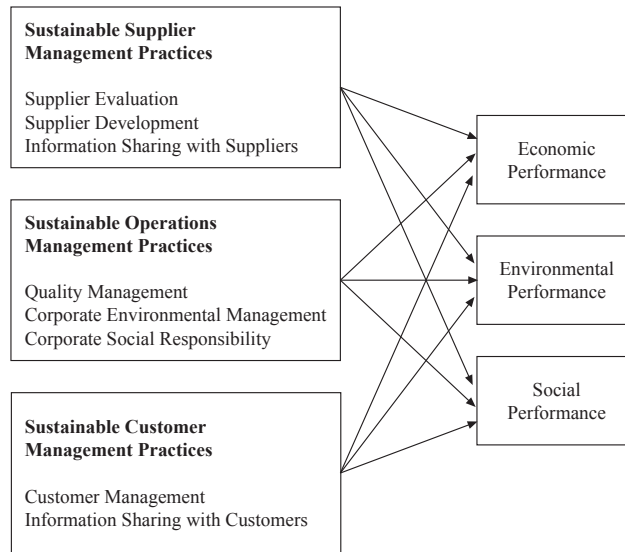 Sustainable Supplier
Management Practices
Supplier Evaluation
Supplier Development
Information Sharing with Suppliers
Sustainable Operations
Management Practices
Quality Management
Corporate Environmental Management
Corporate Social Responsibility
Sustainable Customer
Management Practices
Customer Management
Information Sharing with Customers
Economic
Performance
Environmental
Performance
Social
Performance